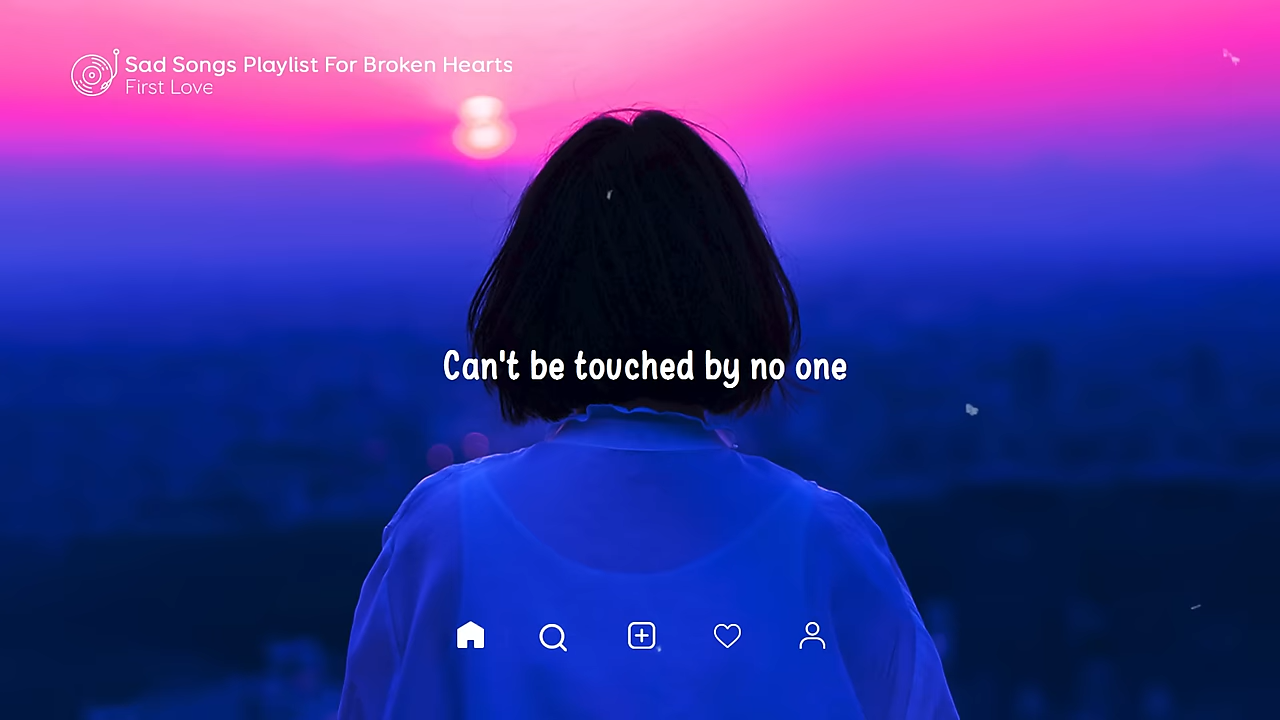 Sad Songs Playlist For Broken Hearts
First Love
Can't be touched by no one